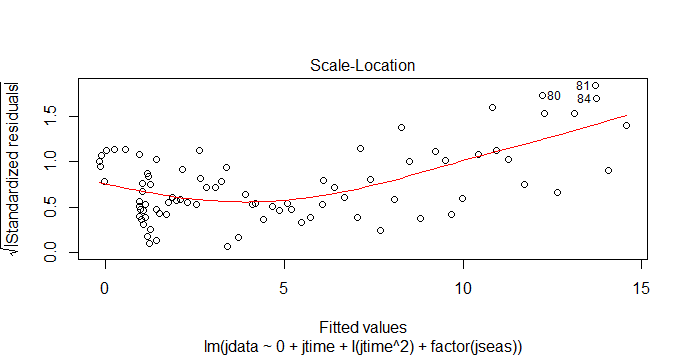 Scale-Location
√|Standardized residuals|
0.0 0.5 1.0 1.5
81
80
84
0 5 10 15
Fitted values
lm(jdata ~ 0 + jtime + I(jtime^2) + factor(jseas))